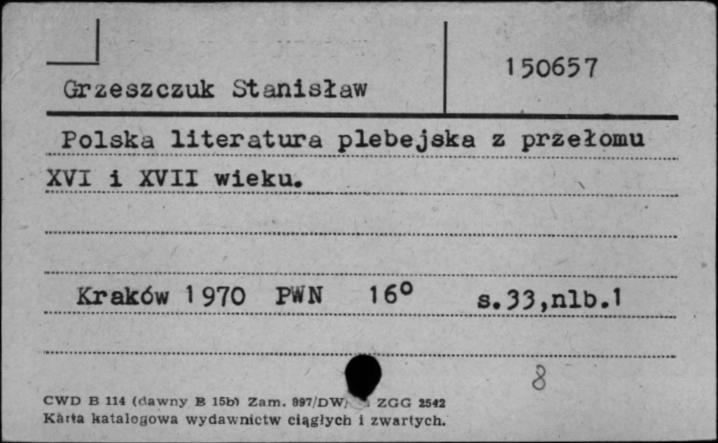 150657
Grzeszczuk Stanisław
Polska literatura plebejska z przełomu
XVI i XVII wieku.
Kraków 1970 PWN 16° s.33,nlb.1
8
CWD B 114 (dawny B 15b) Zam. 997/DW/ ZGG 2542
Karta katalogowa wydawnictw ciągłych i zwartych.